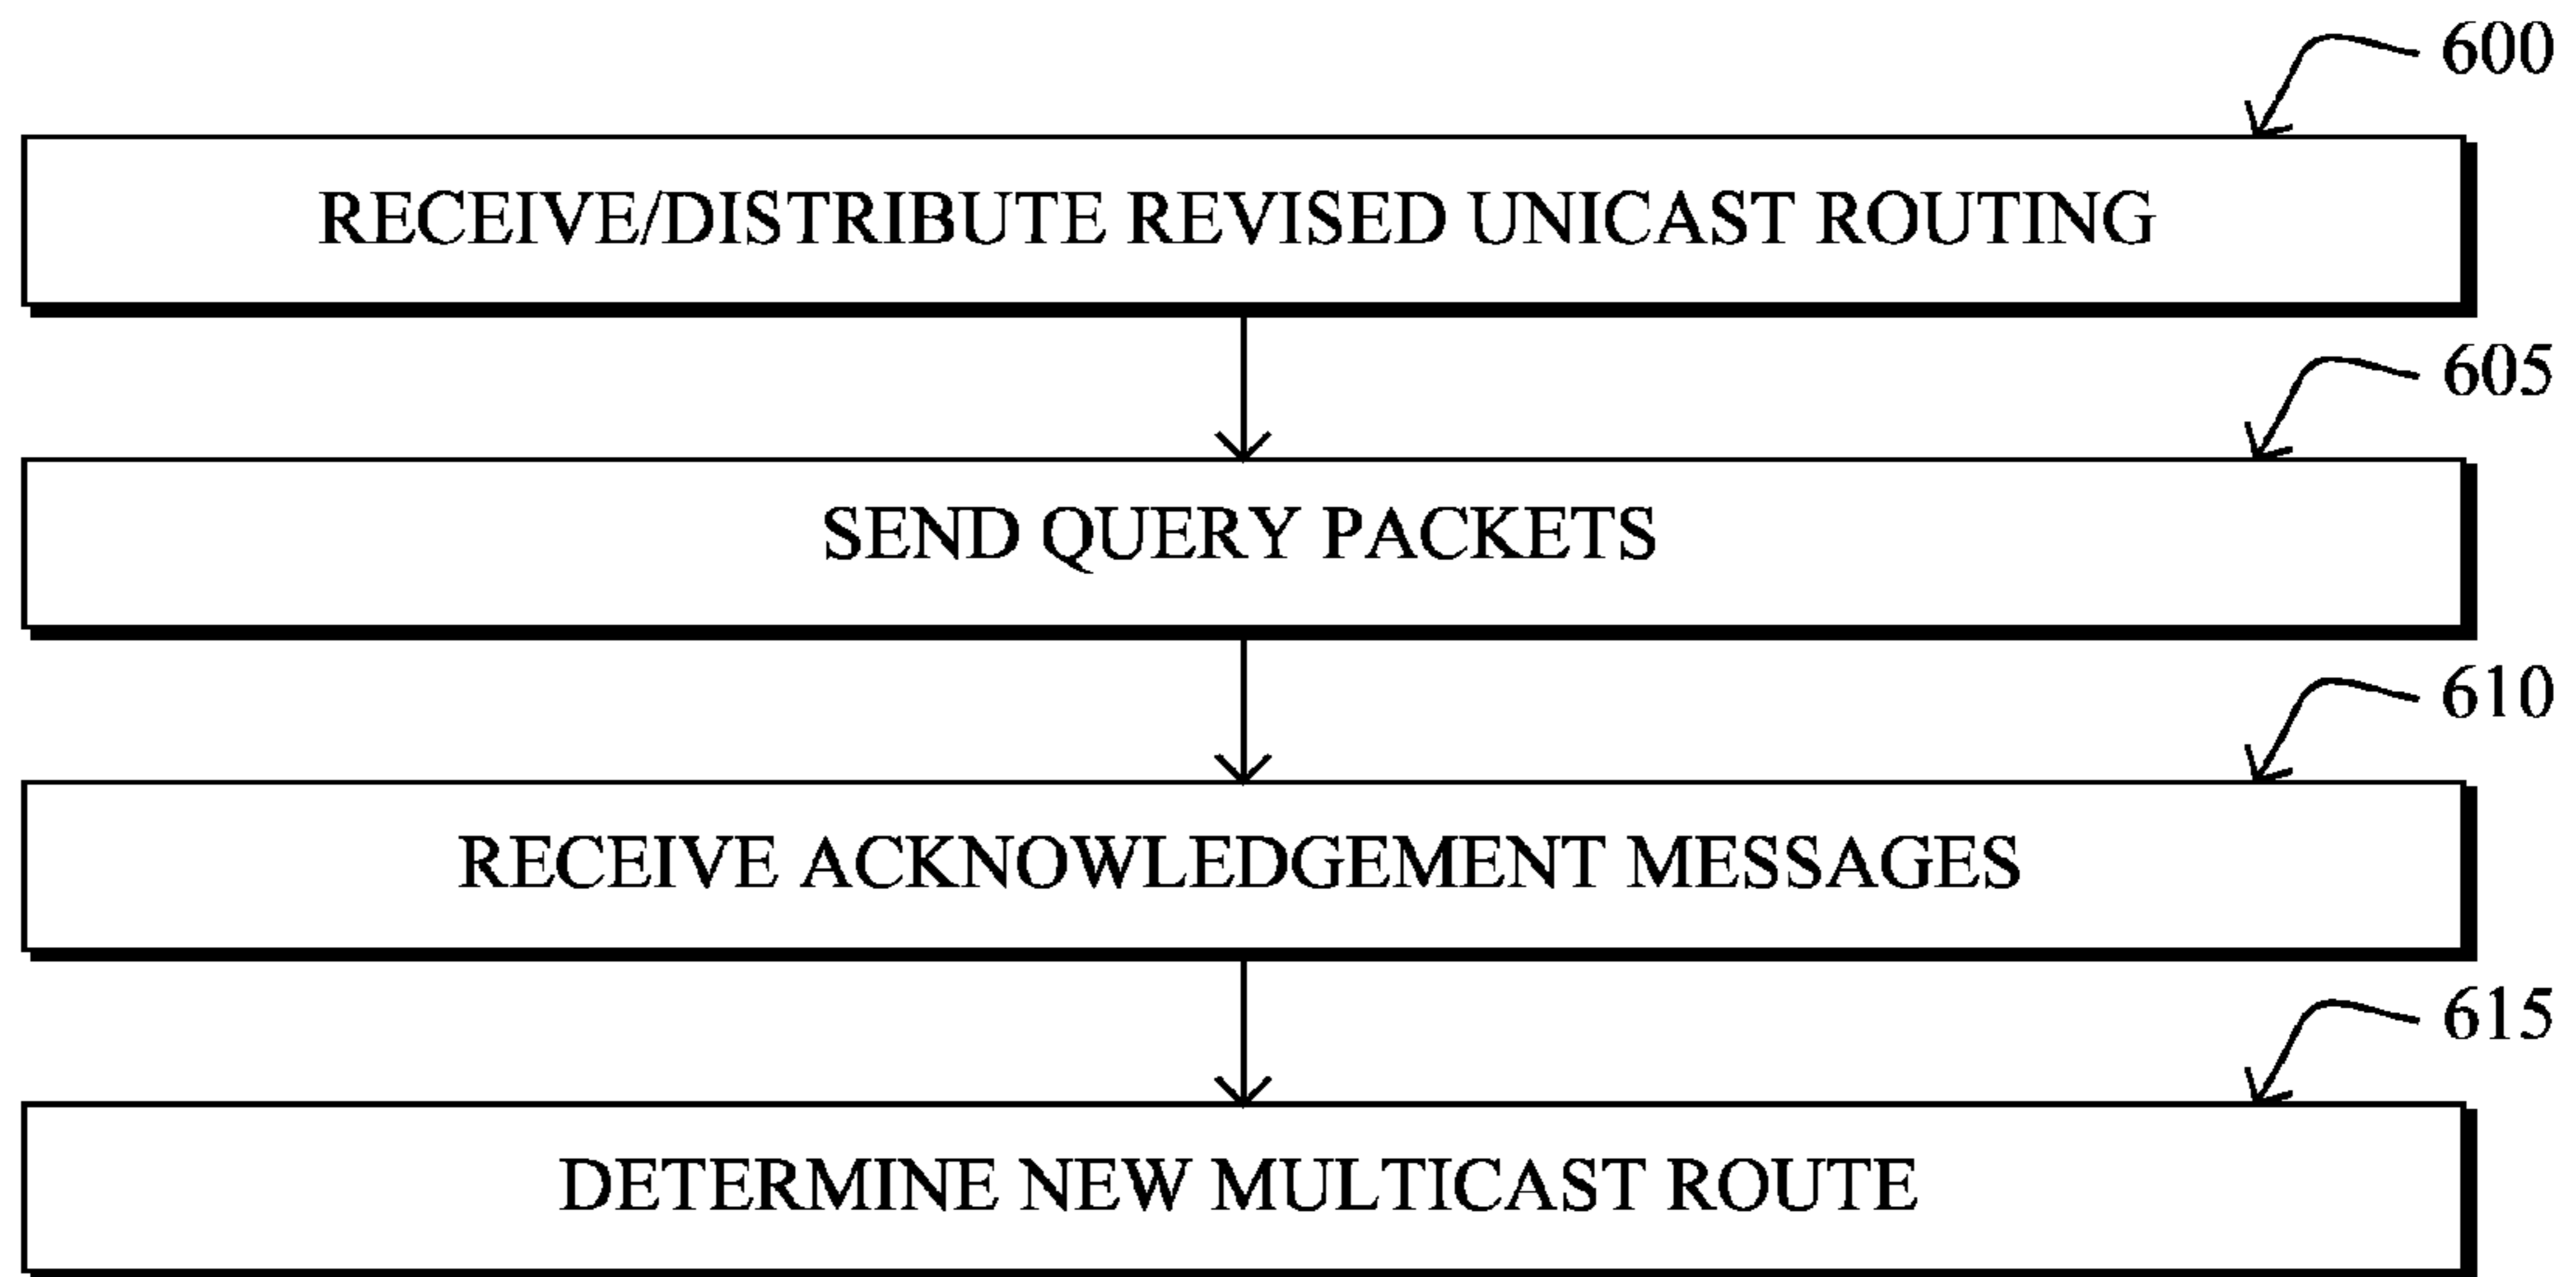 600
RECEIVE/DISTRIBUTE REVISED UNICAST ROUTING
605
SEND QUERY PACKETS
610
RECEIVE ACKNOWLEDGEMENT MESSAGES
615
DETERMINE NEW MULTICAST ROUTE